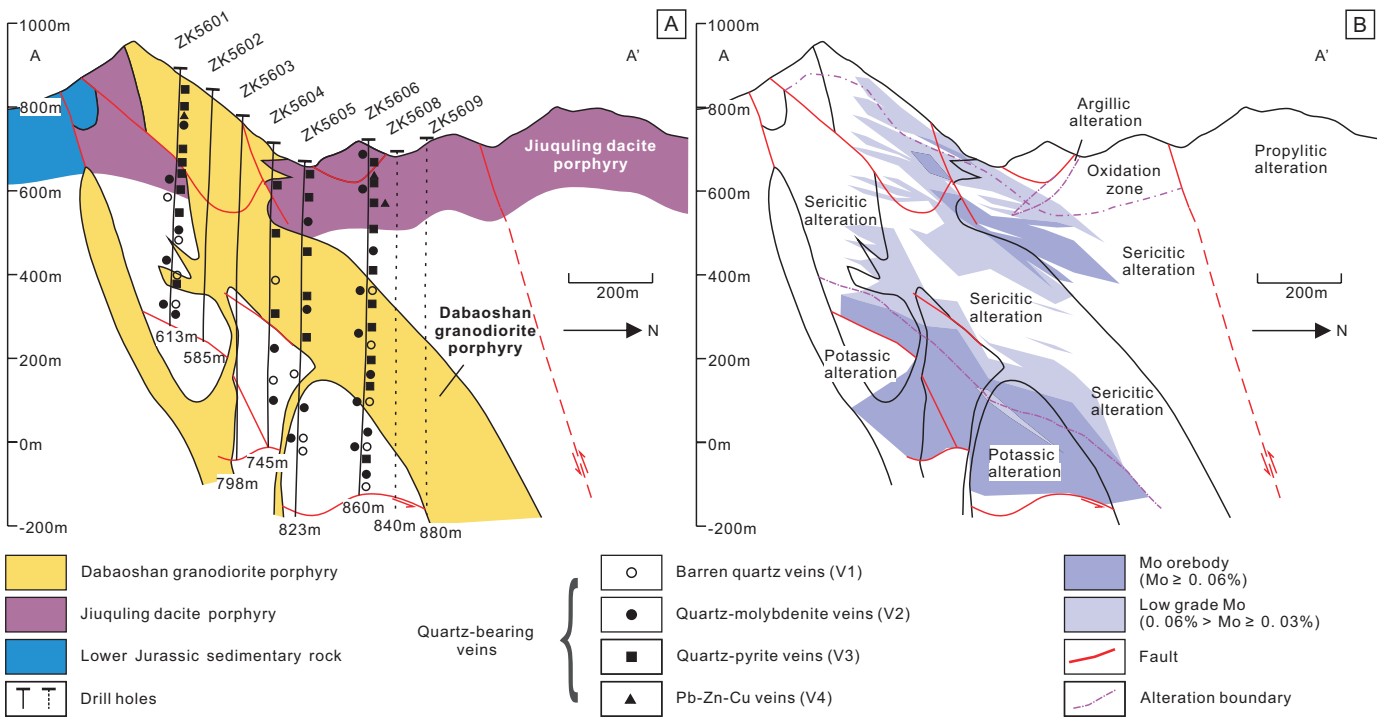 1000m
800m
600m
400m
200m
0m
-200m
A
A
A'
ZK5601
ZK5602
ZK5603
ZK5604
ZK5605
ZK5606
ZK5608
ZK5609
Jiuquling dacite
porphyry
200m
N
Dabaoshan
granodiorite
porphyry
613m
585m
798m
745m
823m
860m
840m
880m
1000m
800m
600m
400m
200m
0m
-200m
B
A
A'
Argillic
alteration
Oxidation
zone
Propylitic
alteration
Sericitic
alteration
Sericitic
alteration
Sericitic
alteration
Potassic
alteration
Sericitic
alteration
Potassic
alteration
200m
N
Dabaoshan granodiorite porphyry
Jiuquling dacite porphyry
Lower Jurassic sedimentary rock
Drill holes
Quartz-bearing
veins
Barren quartz veins (V1)
Quartz-molybdenite veins (V2)
Quartz-pyrite veins (V3)
Pb-Zn-Cu veins (V4)
Mo orebody
(Mo ≥ 0. 06%)
Low grade Mo
(0. 06% > Mo ≥ 0. 03%)
Fault
Alteration boundary